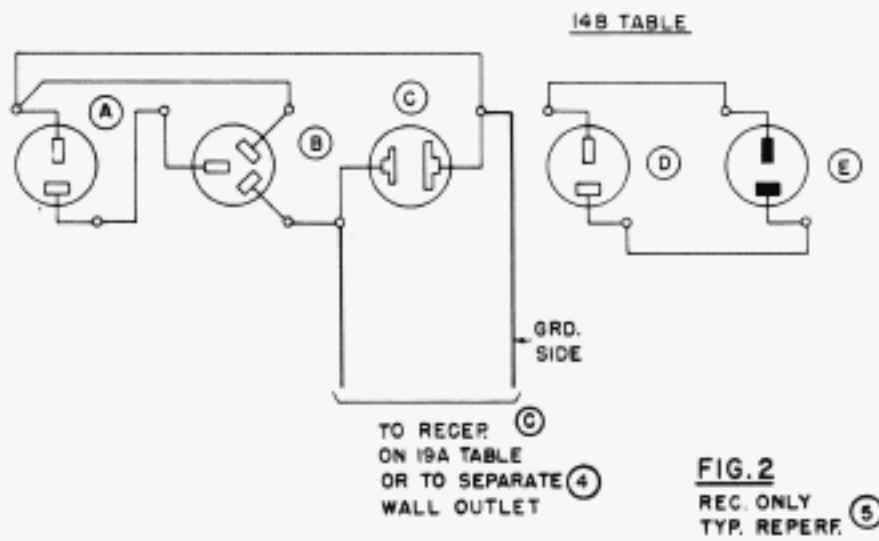 14B TABLE
A
B
C
D
E
GRD.
SIDE
TO RECEP. C
ON 19A TABLE
OR TO SEPARATE 4
WALL OUTLET
FIG. 2
REC. ONLY
TYP. REPERF. 5